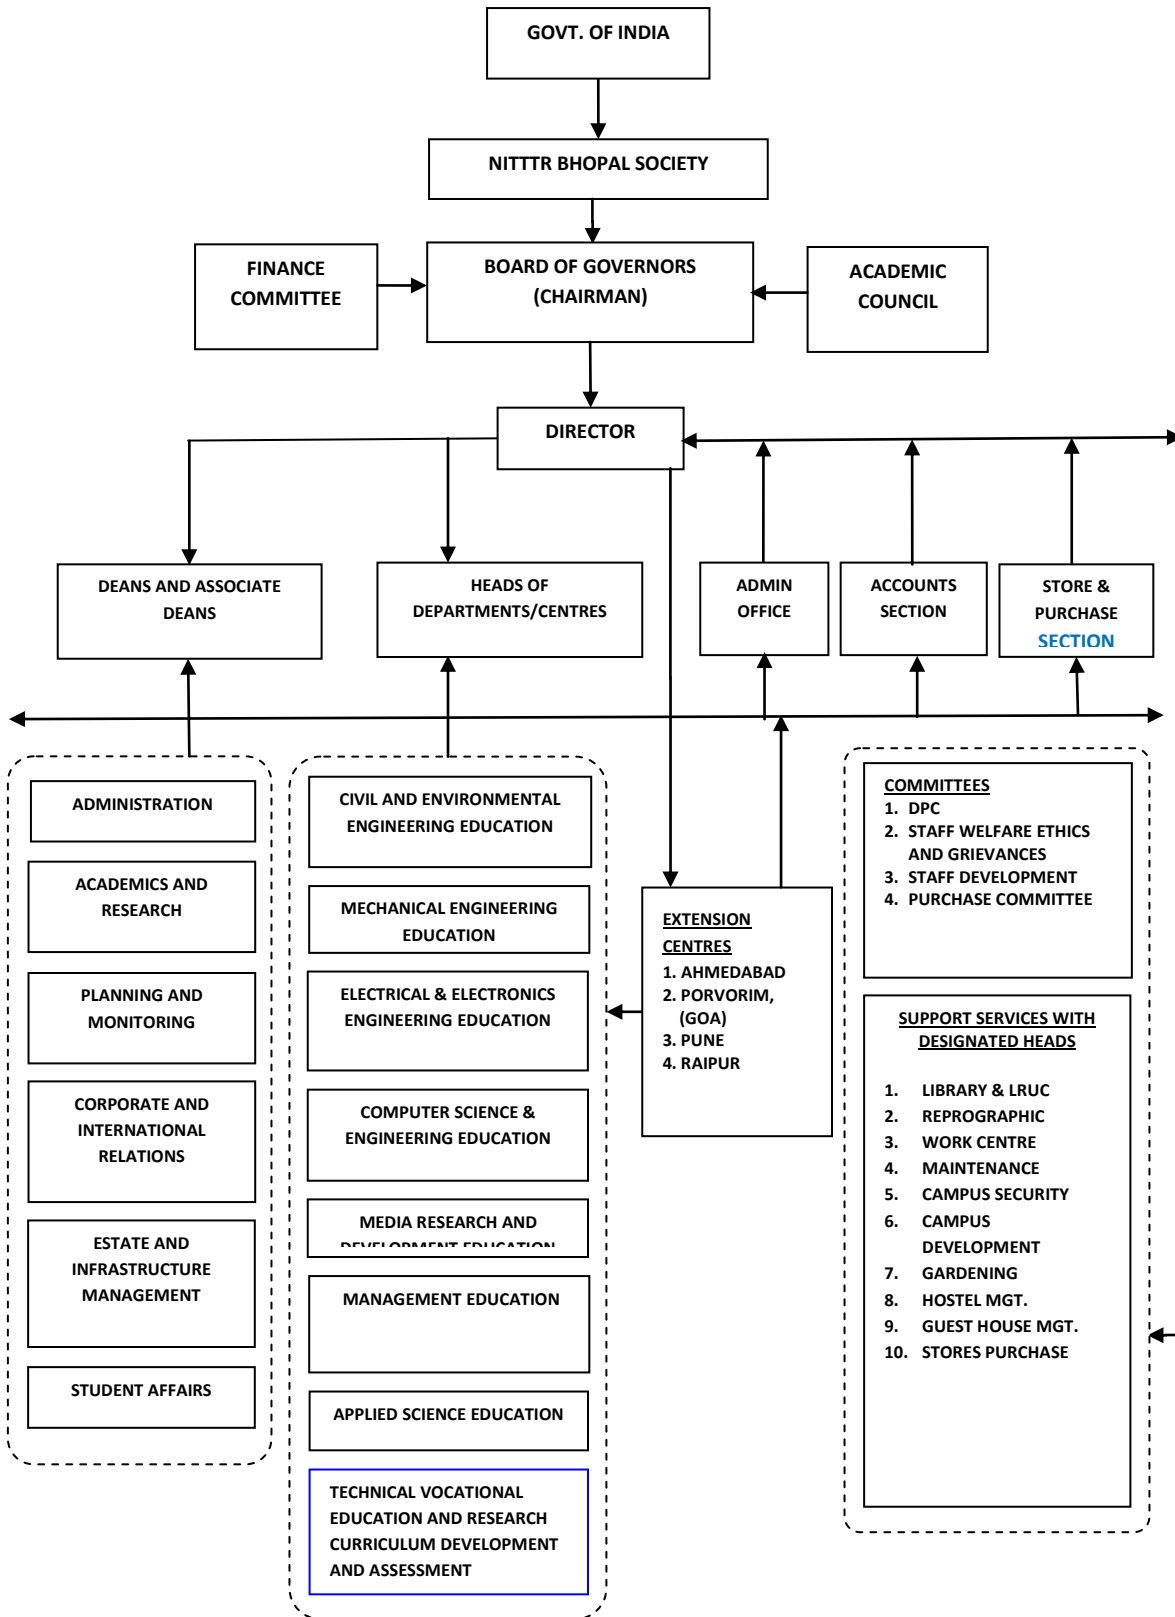 GOVT. OF INDIA
NITTTR BHOPAL SOCIETY
FINANCE
COMMITTEE
BOARD OF GOVERNORS
(CHAIRMAN)
ACADEMIC
COUNCIL
DIRECTOR
DEANS AND ASSOCIATE
DEANS
HEADS OF
DEPARTMENTS/CENTRES
ADMIN
OFFICE
ACCOUNTS
SECTION
STORE &
PURCHASE
SECTION
ADMINISTRATION
ACADEMICS AND
RESEARCH
PLANNING AND
MONITORING
CORPORATE AND
INTERNATIONAL
RELATIONS
ESTATE AND
INFRASTRUCTURE
MANAGEMENT
STUDENT AFFAIRS
CIVIL AND ENVIRONMENTAL
ENGINEERING EDUCATION
MECHANICAL ENGINEERING
EDUCATION
ELECTRICAL & ELECTRONICS
ENGINEERING EDUCATION
COMPUTER SCIENCE &
ENGINEERING EDUCATION
MEDIA RESEARCH AND
DEVELOPMENT EDUCATION
MANAGEMENT EDUCATION
APPLIED SCIENCE EDUCATION
TECHNICAL VOCATIONAL
EDUCATION AND RESEARCH
CURRICULUM DEVELOPMENT
AND ASSESSMENT
EXTENSION
CENTRES
1. AHMEDABAD
2. PORVORIM,
(GOA)
3. PUNE
4. RAIPUR
COMMITTEES
1. DPC
2. STAFF WELFARE ETHICS
AND GRIEVANCES
3. STAFF DEVELOPMENT
4. PURCHASE COMMITTEE
SUPPORT SERVICES WITH
DESIGNATED HEADS
1. LIBRARY & LRUC
2. REPROGRAPHIC
3. WORK CENTRE
4. MAINTENANCE
5. CAMPUS SECURITY
6. CAMPUS
DEVELOPMENT
7. GARDENING
8. HOSTEL MGT.
9. GUEST HOUSE MGT.
10. STORES PURCHASE